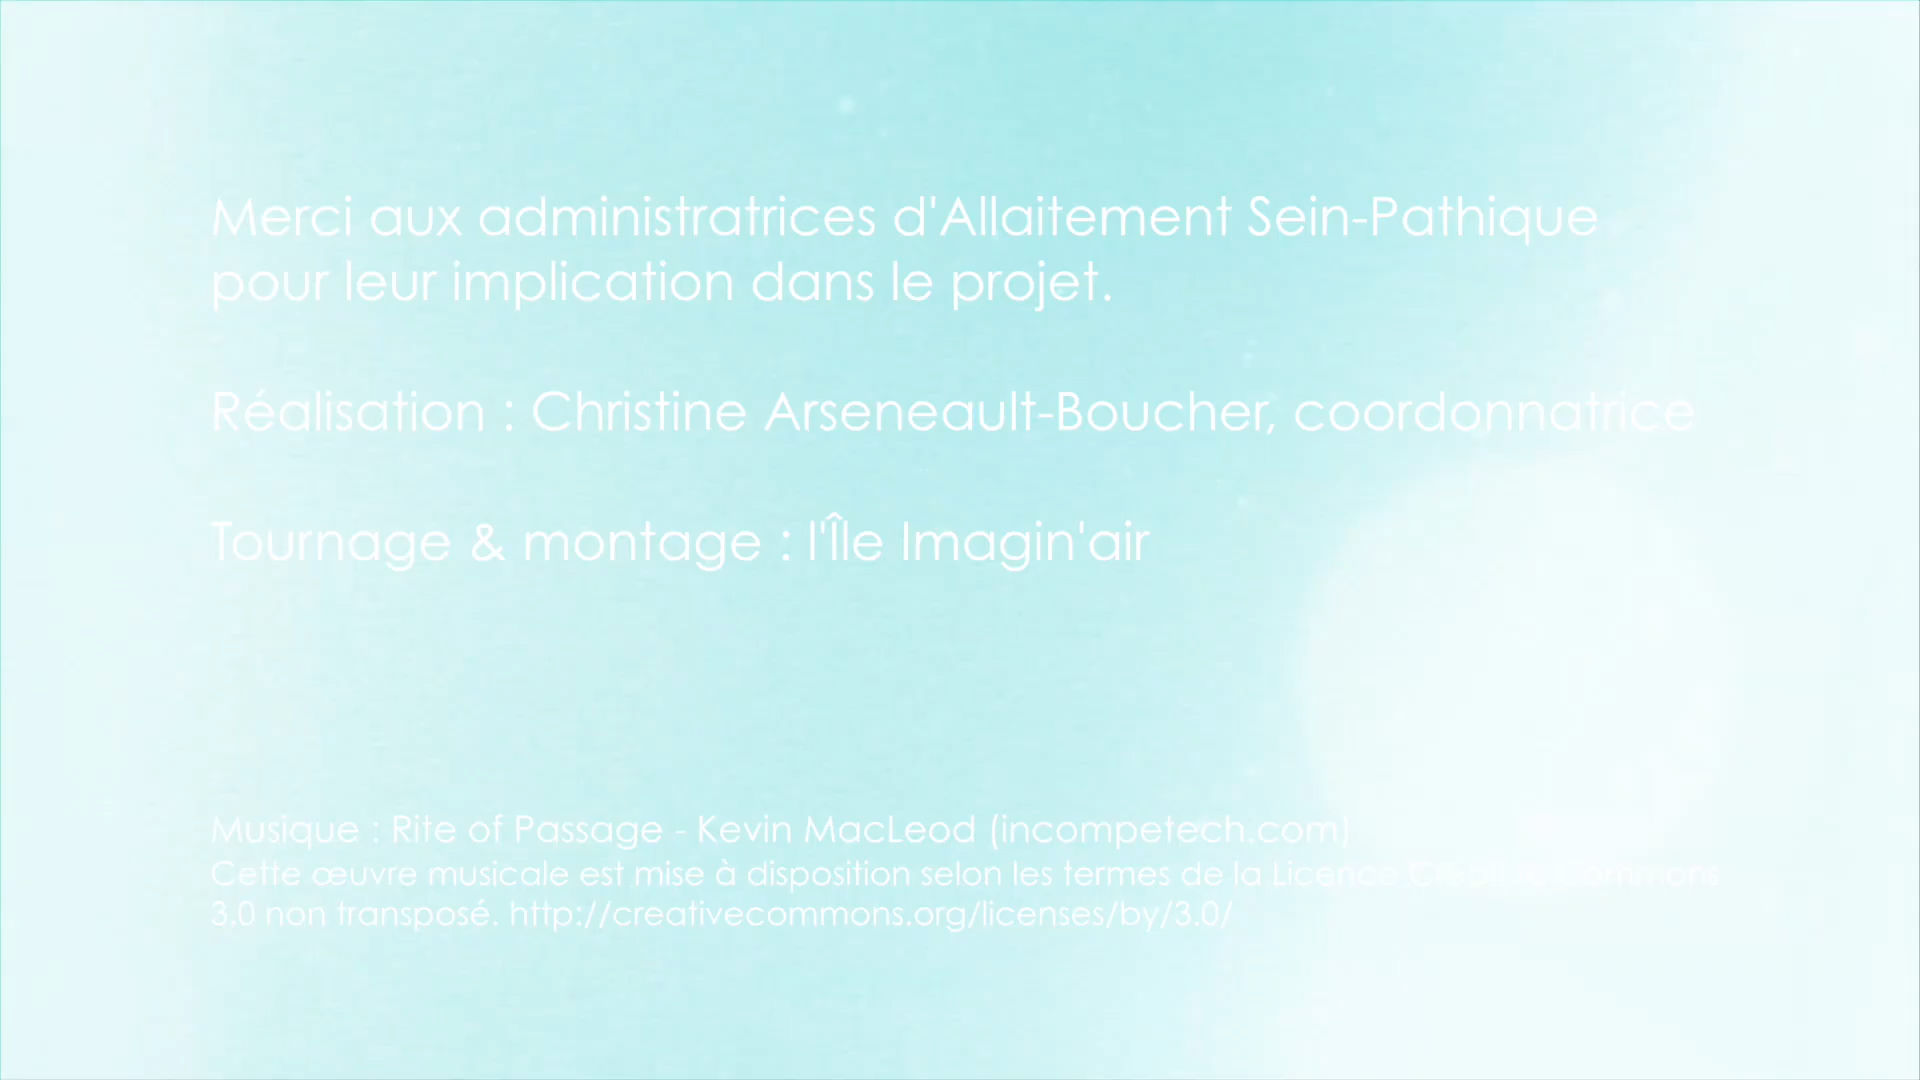 Merci aux administratrices d'Allaitement Sein-Pathique
pour leur implication dans le projet.
Réalisation : Christine Arseneault-Boucher, coordonnatrice
Tournage & montage : l'Île Imagin'air
Musique : Rite of Passage - Kevin MacLeod (incompetech.com)
Cette œuvre musicale est mise à disposition selon les termes de la Licence Creative Commons
3.0 non transposé. http://creativecommons.org/licenses/by/3.0/